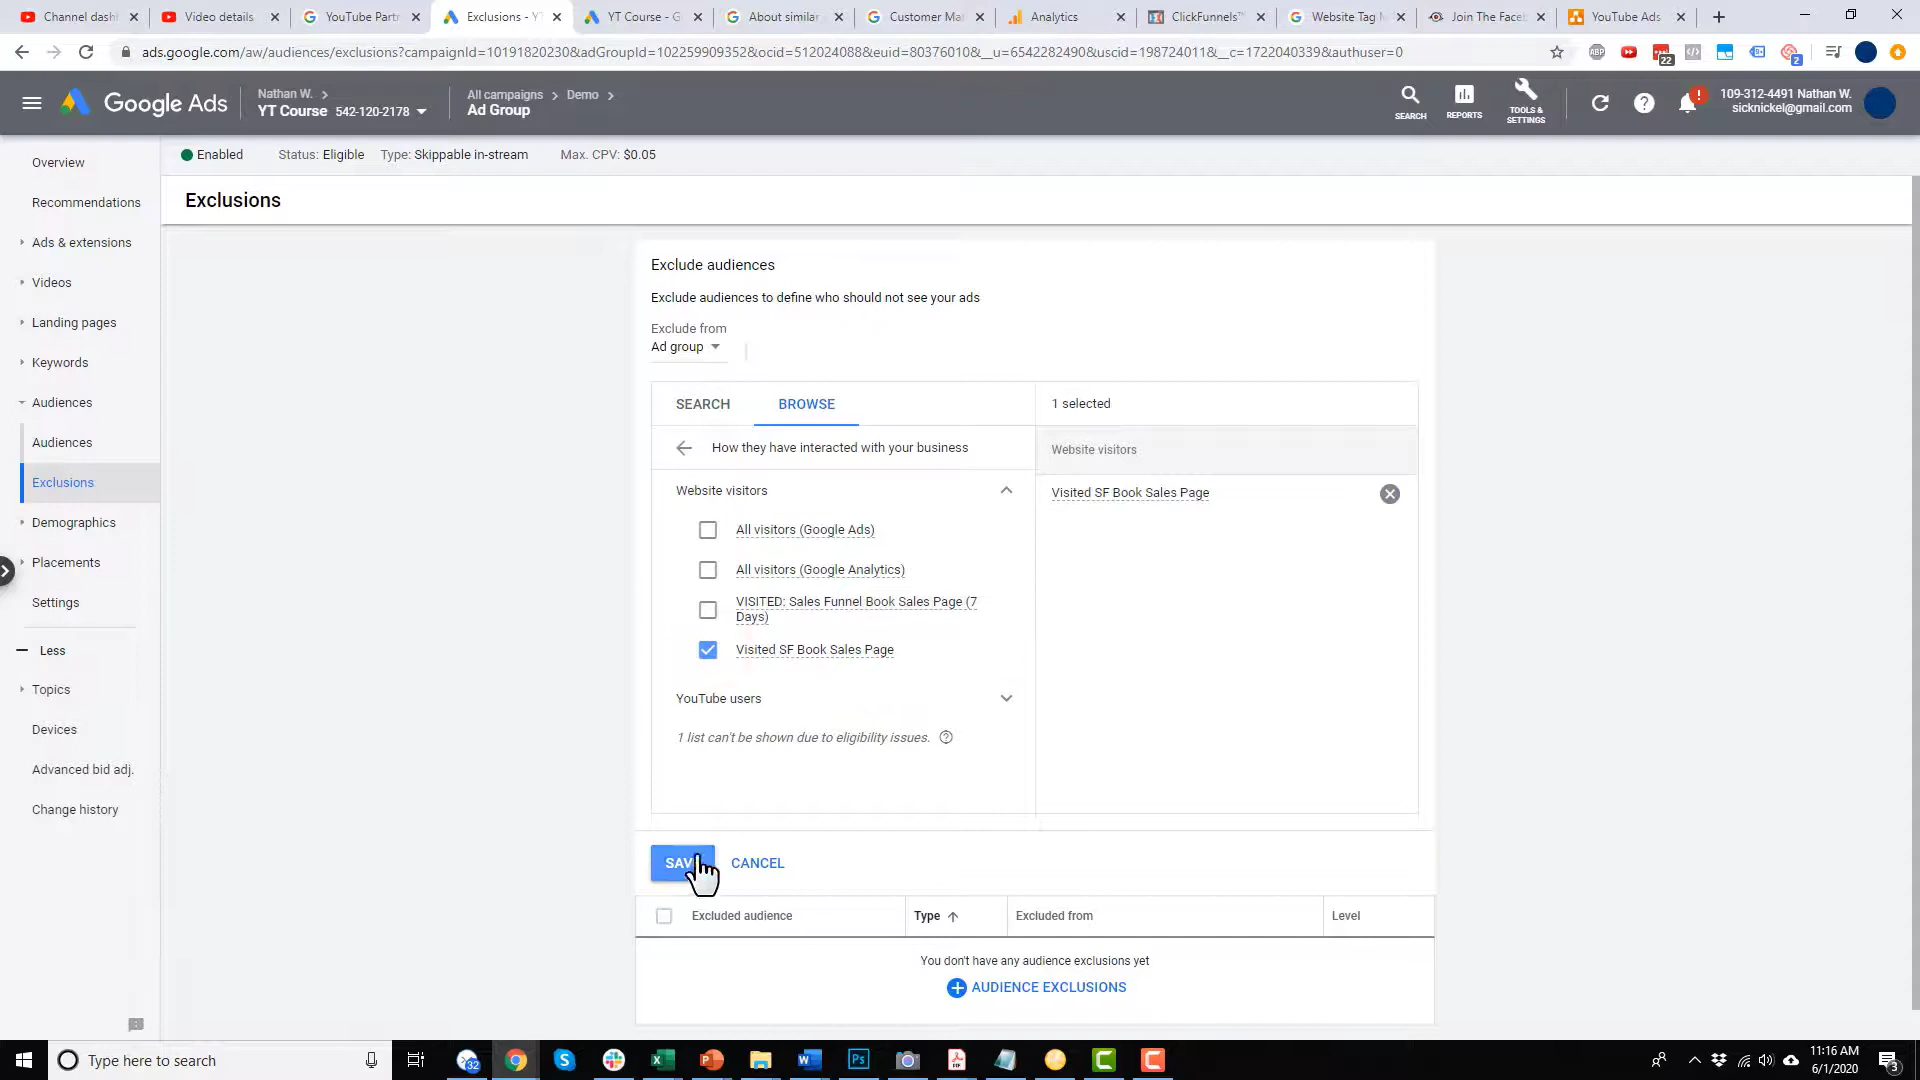 Channel dash
Video details
YouTube Partr
Exclusions - YT
YT Course - G
About similar
Customer Mat
Analytics
ClickFunnels™
Website Tag M
Join The Faceb
YouTube Ads
ads.google.com/aw/audiences/exclusions?campaignId=10191820230&adGroupId=102259909352&ocid=512024088&euid=80376010&__u=6542282490&uscid=198724011&__c=1722040339&authuser=0
ABP
22
2
Google Ads
Nathan W.
YT Course 542-120-2178
All campaigns
Demo
Ad Group
SEARCH
REPORTS
TOOLS &
SETTINGS
109-312-4491 Nathan W.
sicknickel@gmail.com
Enabled Status: Eligible Type: Skippable in-stream Max. CPV: $0.05
Exclusions
Overview
Recommendations
Ads & extensions
Videos
Landing pages
Keywords
Audiences
Audiences
Exclusions
Demographics
Placements
Settings
Less
Topics
Devices
Advanced bid adj.
Change history
Exclude audiences
Exclude audiences to define who should not see your ads
Exclude from
Ad group
SEARCH BROWSE
1 selected
How they have interacted with your business
Website visitors
Website visitors
Visited SF Book Sales Page
All visitors (Google Ads)
All visitors (Google Analytics)
VISITED: Sales Funnel Book Sales Page (7
Days)
Visited SF Book Sales Page
YouTube users
1 list can't be shown due to eligibility issues.
SAV CANCEL
Excluded audience Type Excluded from Level
You don't have any audience exclusions yet
AUDIENCE EXCLUSIONS
Type here to search
32
11:16 AM
6/1/2020
3